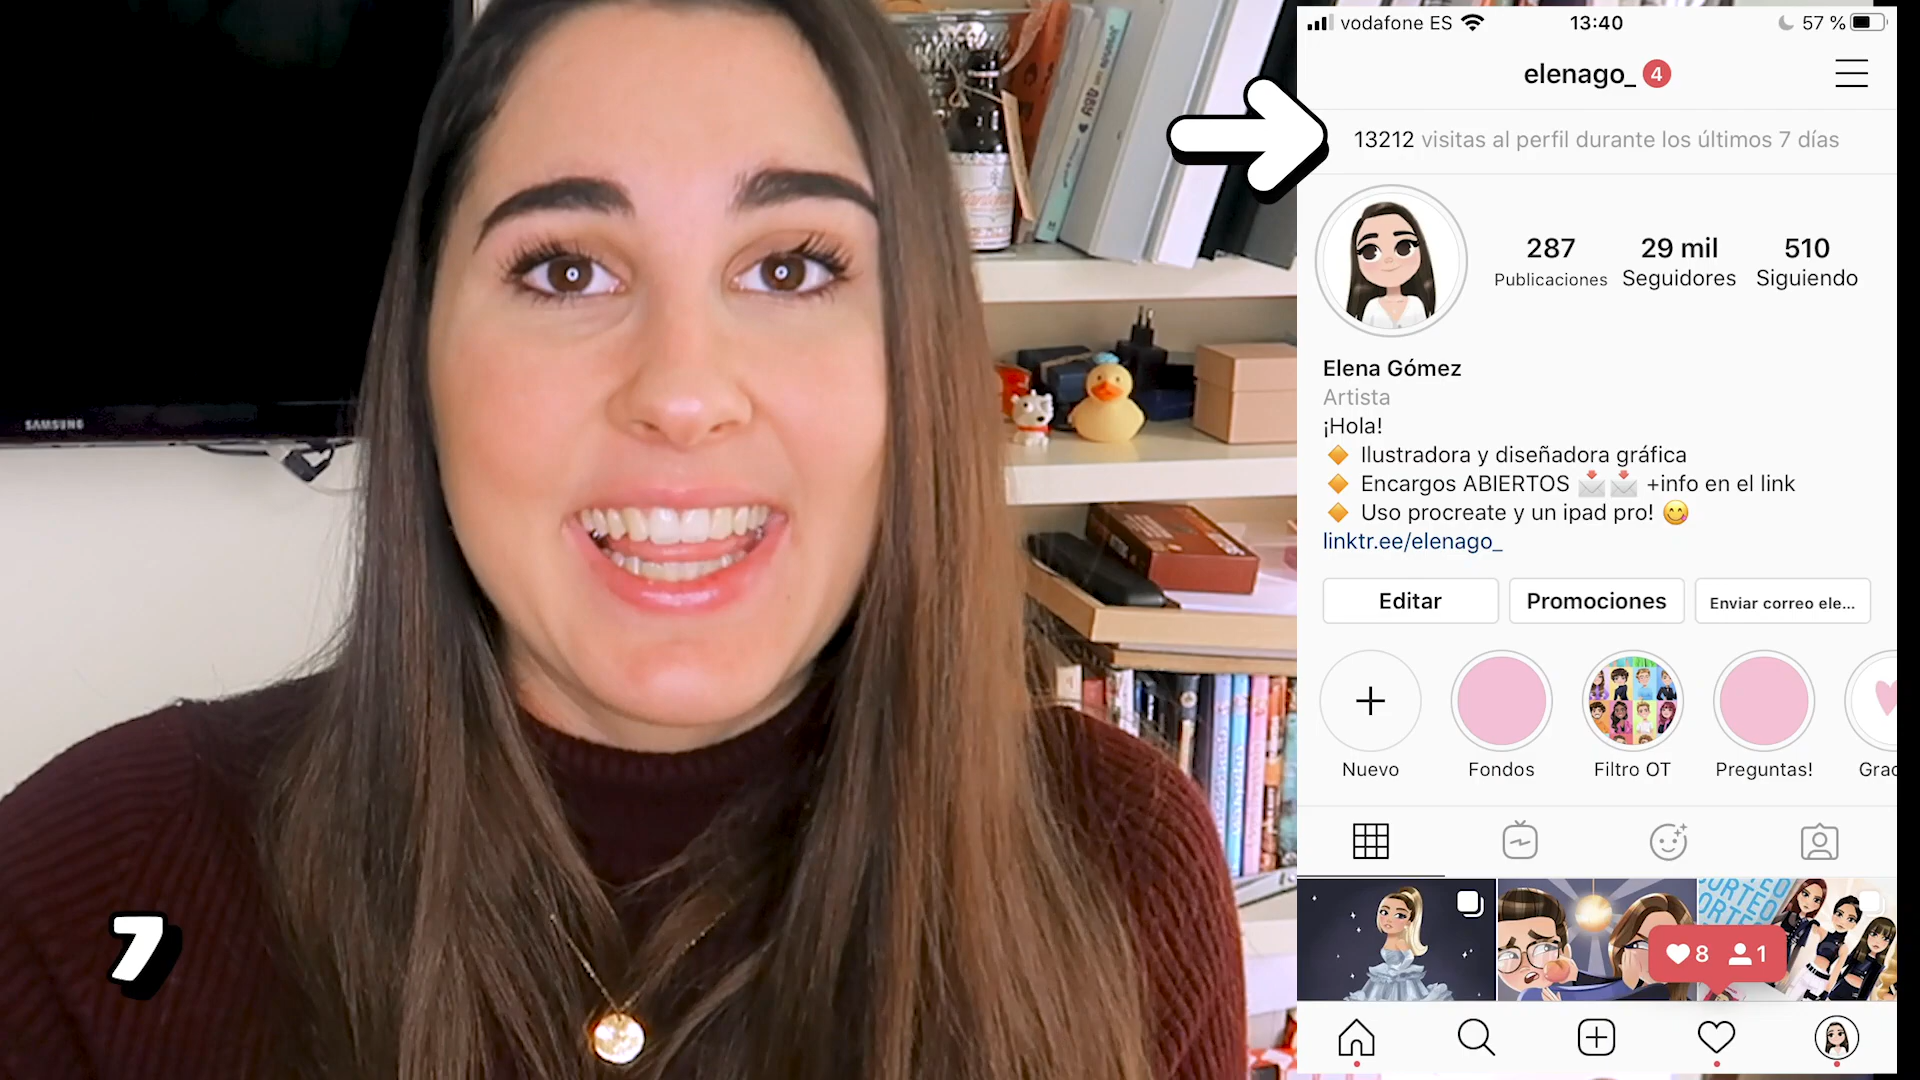 SAMSUNG
7
vodafone ES
13:40
57 %
elenago_ 4
13212 visitas al perfil durante los últimos 7 días
287
29 mil
510
Publicaciones
Seguidores
Siguiendo
Elena Gómez
Artista
¡Hola!
🔸 Ilustradora y diseñadora gráfica
🔸 Encargos ABIERTOS 📩📩 +info en el link
🔸 Uso procreate y un ipad pro! 😋
linktr.ee/elenago_
Editar
Promociones
Enviar correo ele...
Nuevo
Fondos
Filtro OT
Preguntas!
Grac
SORTEO
8
1